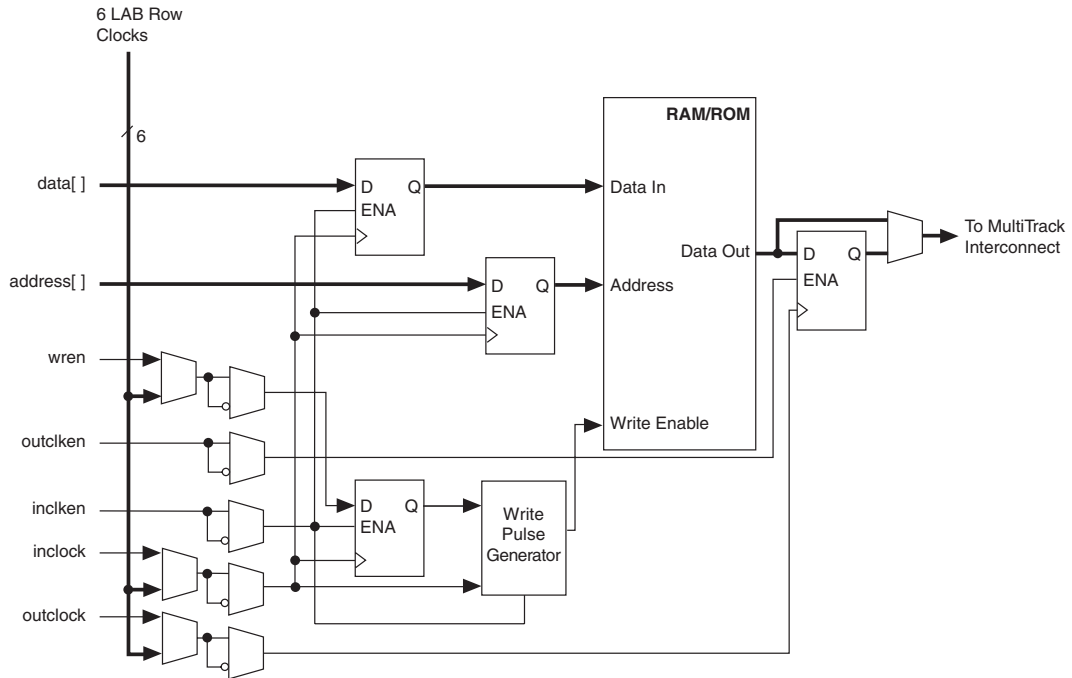 6 LAB Row
Clocks
6
RAM/ROM
data[ ]
D Q
ENA
Data In
Data Out
D Q
ENA
To MultiTrack
Interconnect
address[ ]
D Q
ENA
Address
wren
Write Enable
outclken
inclken
D Q
ENA
Write
Pulse
Generator
inclock
outclock